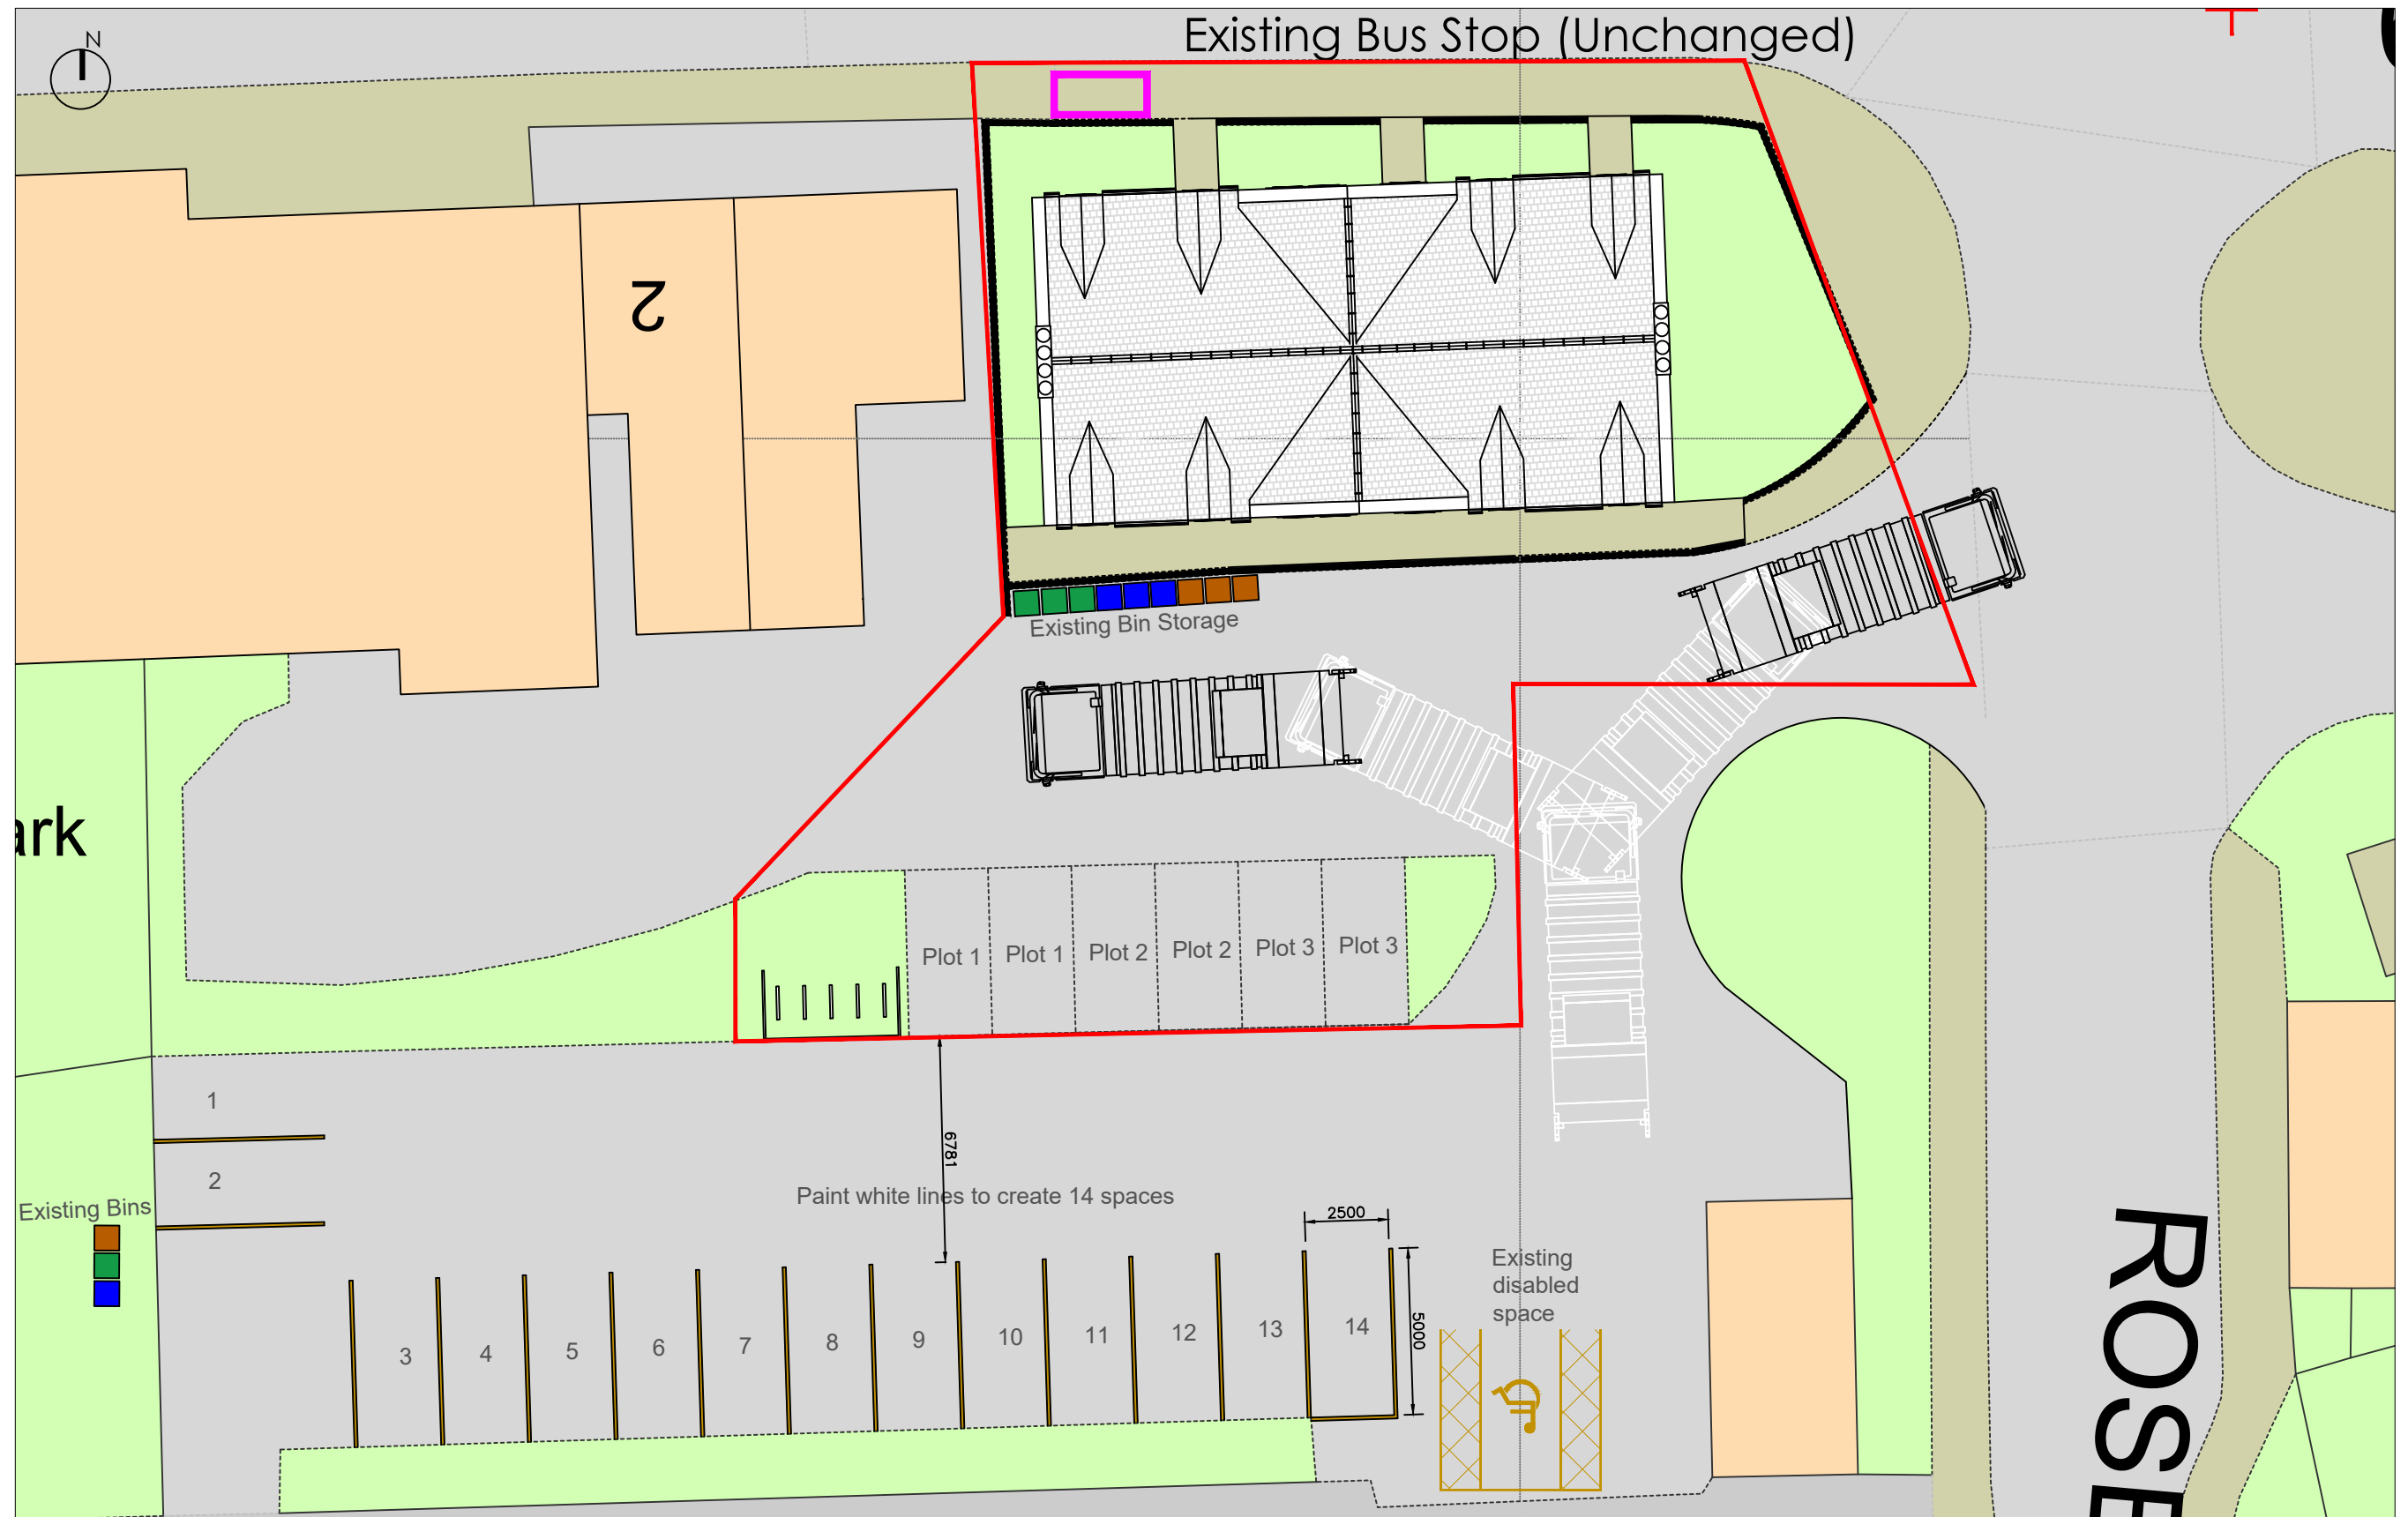 Existing Bus Stop (Unchanged)
N
2
Existing Bin Storage
ark
Plot 1
Plot 1
Plot 2
Plot 2
Plot 3
Plot 3
1
2
Existing Bins
6781
Paint white lines to create 14 spaces
2500
5000
3
4
5
6
7
8
9
10
11
12
13
14
Existing
disabled
space
ROSE